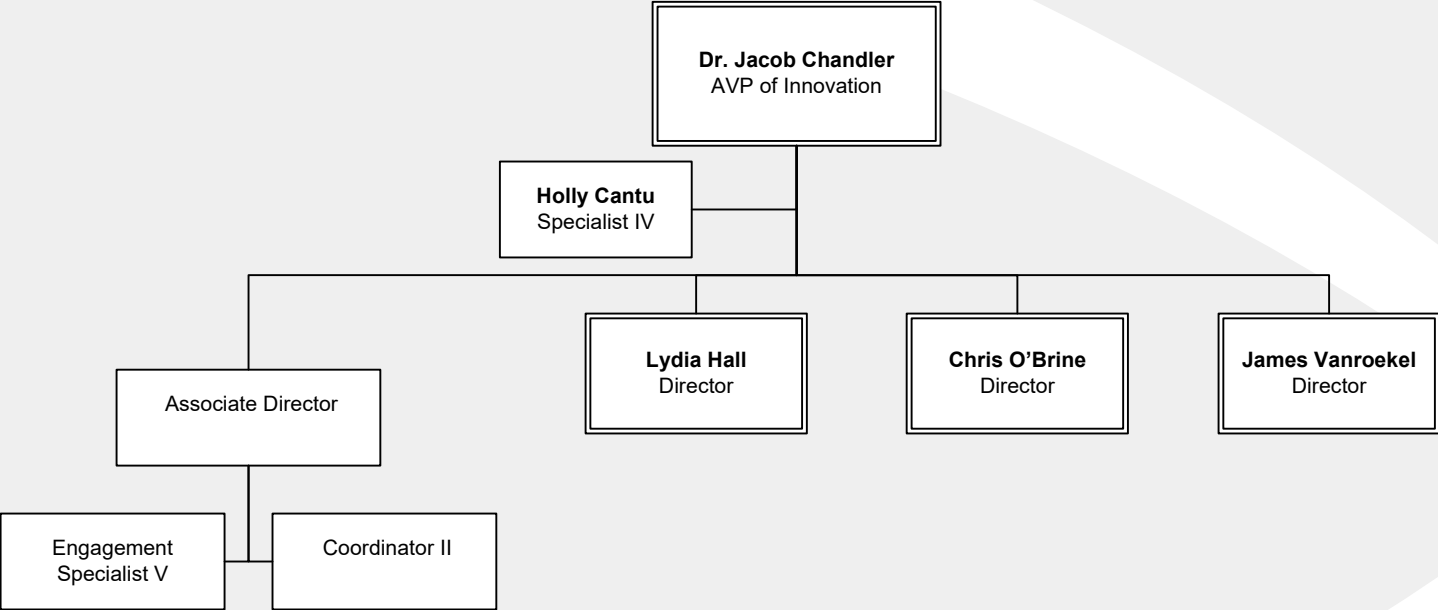 Dr. Jacob Chandler
AVP of Innovation
Holly Cantu
Specialist IV
Lydia Hall
Director
Chris O’Brine
Director
James Vanroekel
Director
Associate Director
Engagement
Specialist V
Coordinator II